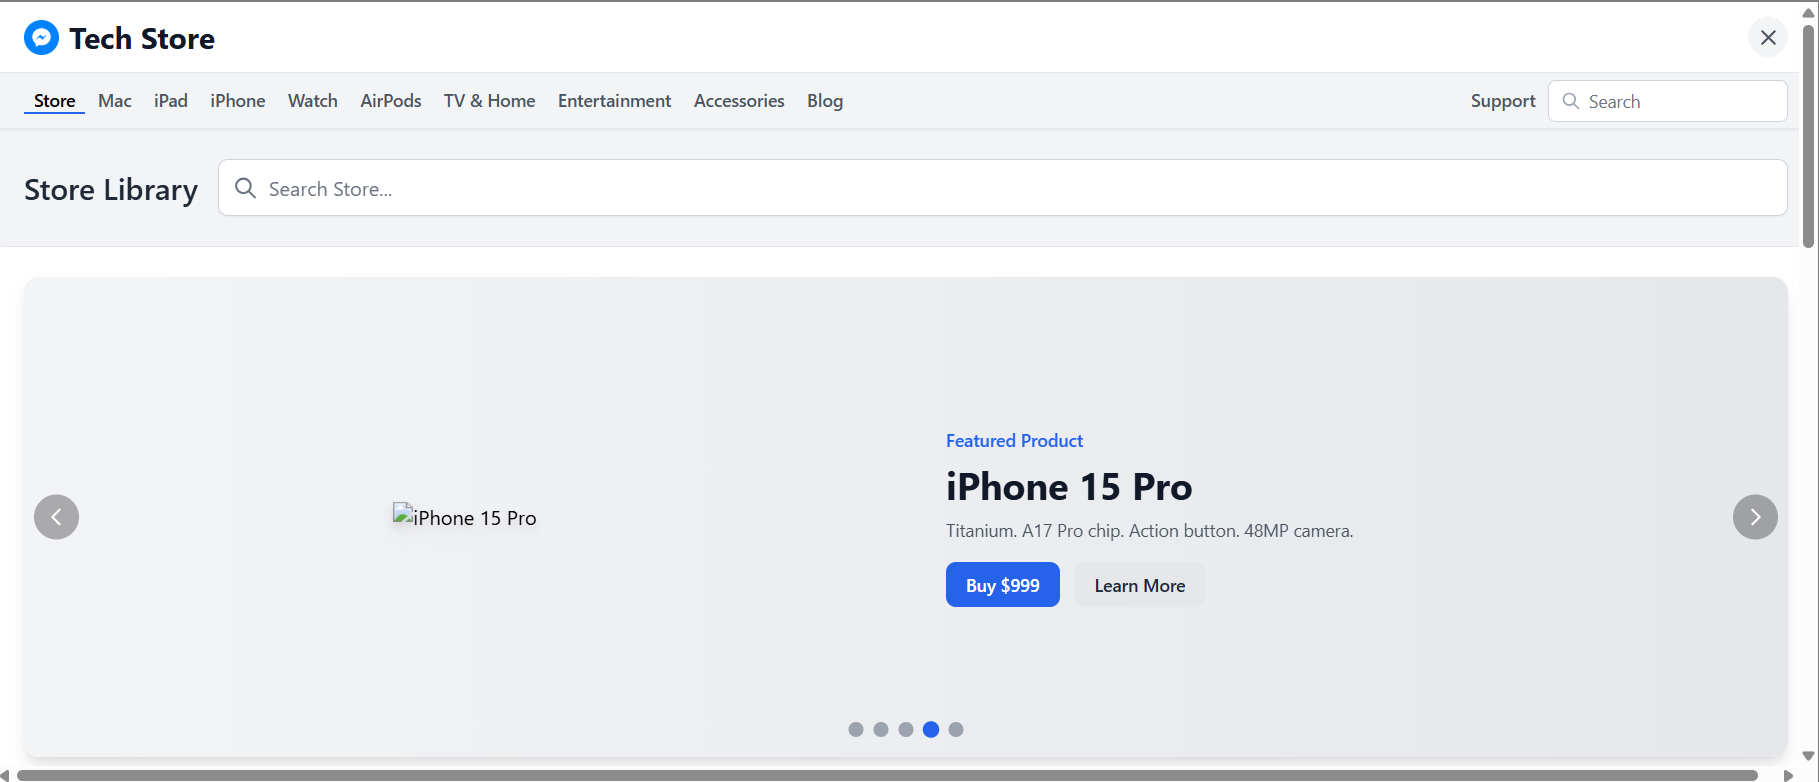 Tech Store
Store Mac iPad iPhone Watch AirPods TV & Home Entertainment Accessories Blog Support Search
Store Library Search Store...
Featured Product
iPhone 15 Pro
iPhone 15 Pro
Titanium. A17 Pro chip. Action button. 48MP camera.
Buy $999 Learn More